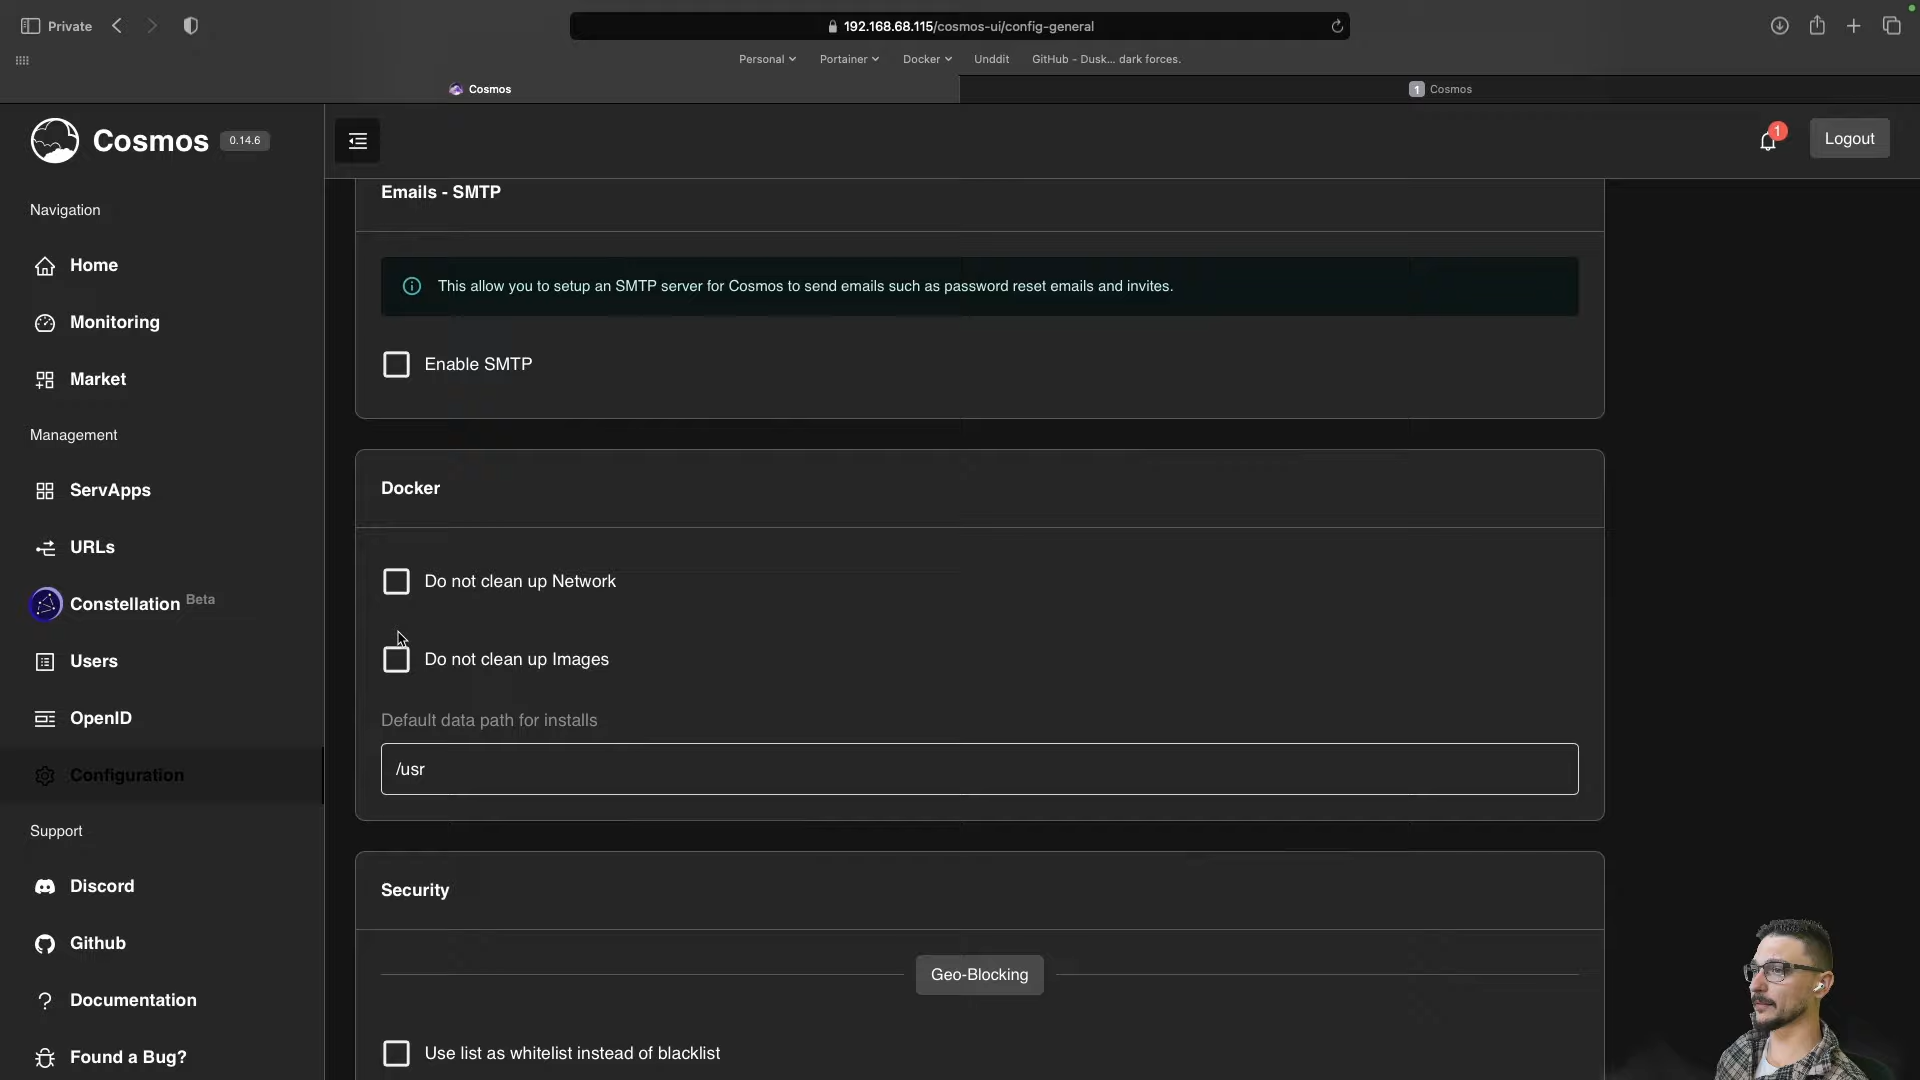 Private
192.168.68.115/cosmos-ui/config-general
Personal
Portainer
Docker
Unddit
GitHub - Dusk... dark forces.
Cosmos
1 Cosmos
Cosmos
0.14.6
1
Logout
Navigation
Home
Monitoring
Market
Management
ServApps
URLs
Constellation Beta
Users
OpenID
Configuration
Support
Discord
Github
Documentation
Found a Bug?
Emails - SMTP
This allow you to setup an SMTP server for Cosmos to send emails such as password reset emails and invites.
Enable SMTP
Docker
Do not clean up Network
Do not clean up Images
Default data path for installs
/usr
Security
Geo-Blocking
Use list as whitelist instead of blacklist